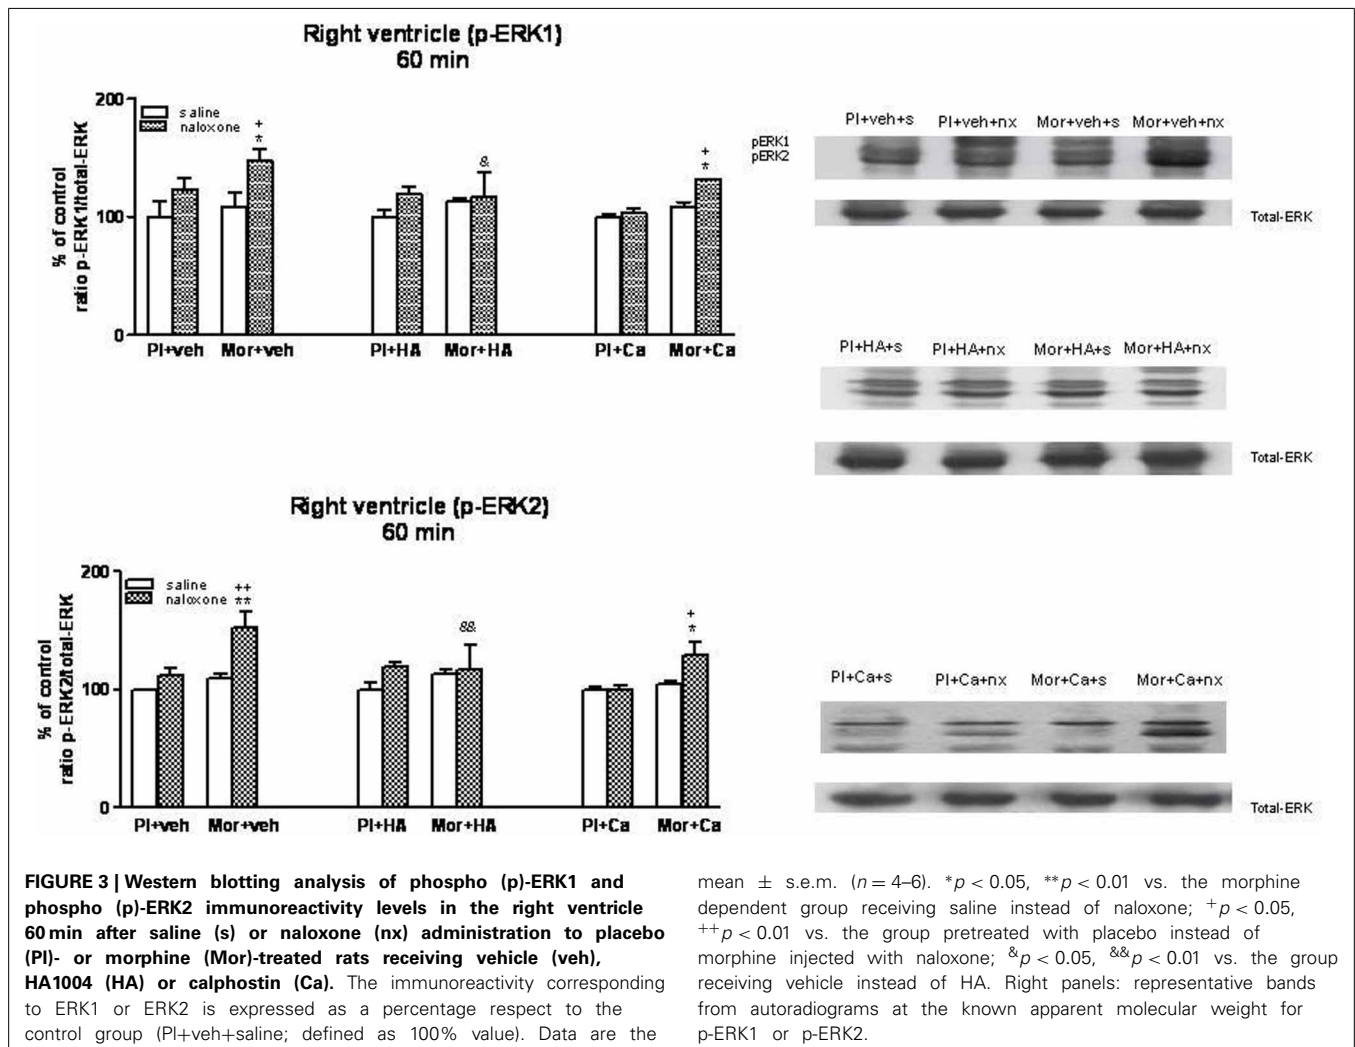 Right ventricle (p-ERK1)
60 min
% of control
ratio p-ERK1/total-ERK
200
100
0
saline
naloxone
+
*
&
+
*
Pl+veh Mor+veh Pl+HA Mor+HA Pl+Ca Mor+Ca
Pl+veh+s Pl+veh+nx Mor+veh+s Mor+veh+nx
pERK1
pERK2
Total-ERK
Pl+HA+s Pl+HA+nx Mor+HA+s Mor+HA+nx
Total-ERK
Right ventricle (p-ERK2)
60 min
% of control
ratio p-ERK2/total-ERK
200
100
0
saline
naloxone
++
**
&&
+
*
Pl+veh Mor+veh Pl+HA Mor+HA Pl+Ca Mor+Ca
Pl+Ca+s Pl+Ca+nx Mor+Ca+s Mor+Ca+nx
Total-ERK
FIGURE 3 | Western blotting analysis of phospho (p)-ERK1 and
phospho (p)-ERK2 immunoreactivity levels in the right ventricle
60 min after saline (s) or naloxone (nx) administration to placebo
(Pl)- or morphine (Mor)-treated rats receiving vehicle (veh),
HA1004 (HA) or calphostin (Ca). The immunoreactivity corresponding
to ERK1 or ERK2 is expressed as a percentage respect to the
control group (Pl+veh+saline; defined as 100% value). Data are the
mean ± s.e.m. (n = 4–6). *p < 0.05, **p < 0.01 vs. the morphine
dependent group receiving saline instead of naloxone; +p < 0.05,
++p < 0.01 vs. the group pretreated with placebo instead of
morphine injected with naloxone; &p < 0.05, &&p < 0.01 vs. the group
receiving vehicle instead of HA. Right panels: representative bands
from autoradiograms at the known apparent molecular weight for
p-ERK1 or p-ERK2.